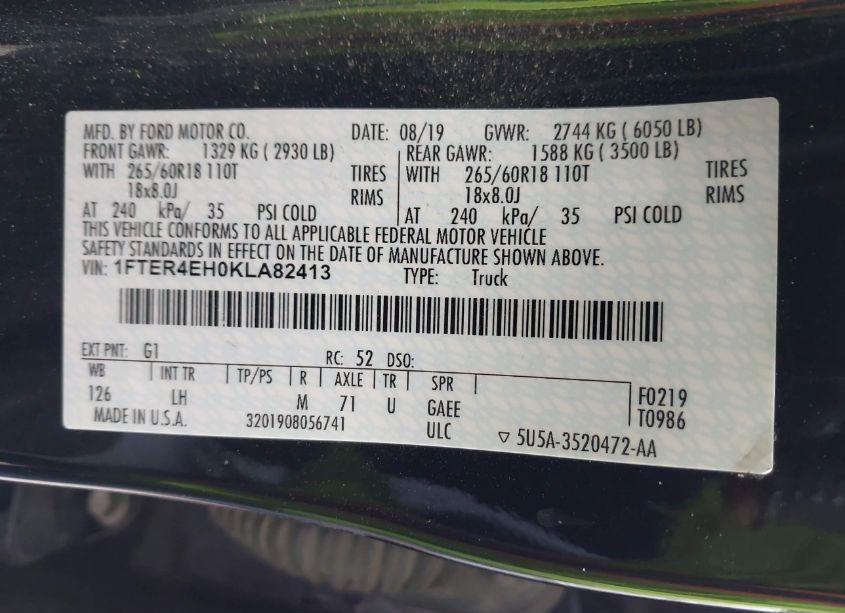 MFD. BY FORD MOTOR CO. DATE: 08/19 GVWR: 2744 KG ( 6050 LB)
FRONT GAWR: 1329 KG ( 2930 LB) REAR GAWR: 1588 KG ( 3500 LB)
WITH 265/60R18 110T TIRES WITH 265/60R18 110T TIRES
18x8.0J RIMS 18x8.0J RIMS
AT 240 kPa/ 35 PSI COLD AT 240 kPa/ 35 PSI COLD
THIS VEHICLE CONFORMS TO ALL APPLICABLE FEDERAL MOTOR VEHICLE
SAFETY STANDARDS IN EFFECT ON THE DATE OF MANUFACTURE SHOWN ABOVE.
VIN: 1FTER4EH0KLA82413 TYPE: Truck
EXT PNT: G1 RC: 52 DSO:
WB INT TR TP/PS R AXLE TR SPR
126 LH M 71 U GAEE F0219
MADE IN U.S.A. 3201908056741 ULC T0986
▽ 5U5A-3520472-AA